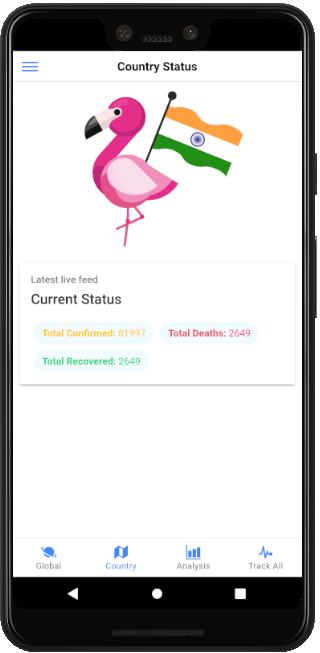 Country Status
Latest live feed
Current Status
Total Confirmed: 81997 Total Deaths: 2649
Total Recovered: 2649
Global Country Analysis Track All